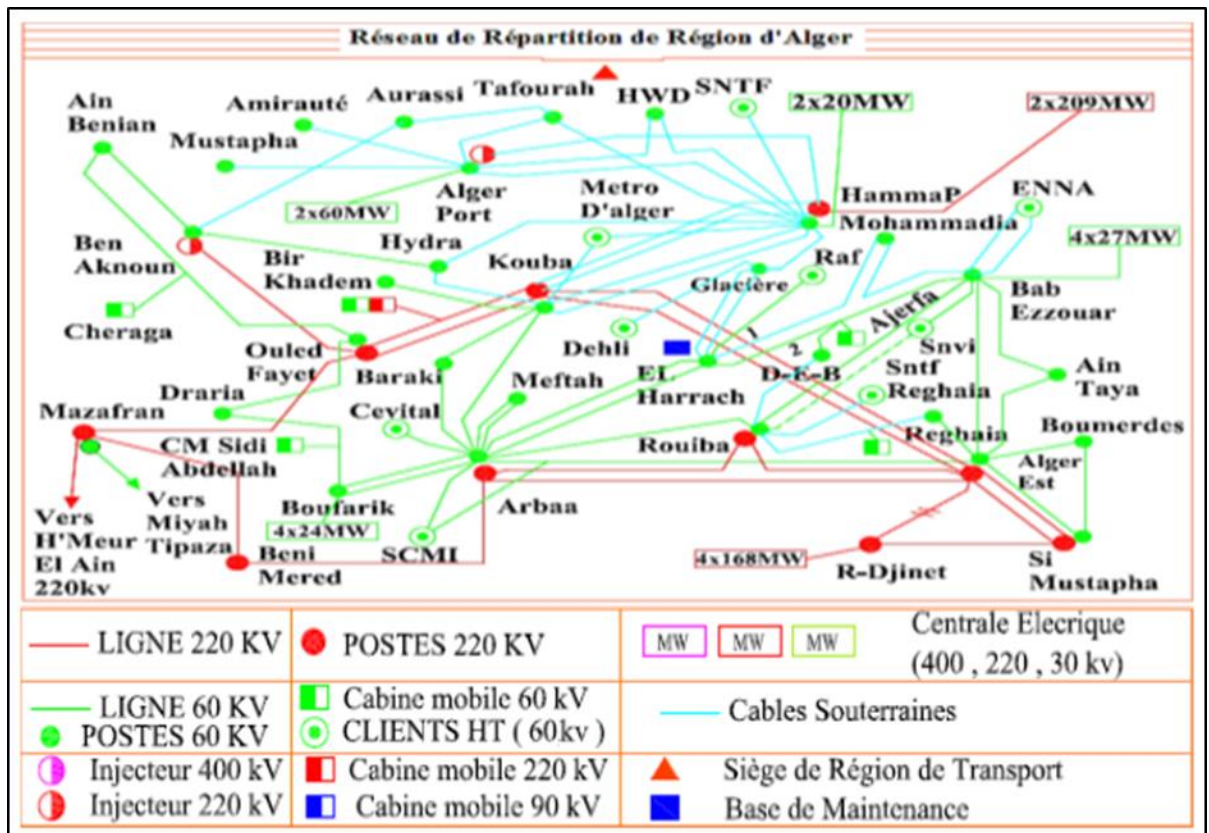 Réseau de Répartition de Région d'Alger
Ain
Benian
Amirauté
Aurassi
Tafourah
HWD
SNTF
2x20MW
2x209MW
Mustapha
Alger
Port
Metro
D'alger
HammaP
ENNA
Mohammadia
2x60MW
4x27MW
Ben
Aknoun
Hydra
Bir
Khadem
Kouba
Glacière
Raf
Bab
Ezzouar
Cheraga
Ouled
Fayet
Dehli
1
2
Ajerfa
Snvi
Baraki
Meftah
EL
Harrach
D-E-B
Sntf
Reghaia
Ain
Taya
Draria
Mazafran
Cevital
CM Sidi
Abdellah
Rouiba
Reghaia
Boumerdes
Alger
Est
Vers
Miyah
Tipaza
Boufarik
4x24MW
Arbaa
Vers
H'Meur
El Ain
220kv
Beni
Mered
SCMI
4x168MW
R-Djinet
Si
Mustapha
LIGNE 220 KV
POSTES 220 KV
MW
MW
MW
Centrale Elecrique
(400 , 220 , 30 kv)
LIGNE 60 KV
POSTES 60 KV
Cabine mobile 60 kV
CLIENTS HT ( 60kv )
Cables Souterraines
Injecteur 400 kV
Injecteur 220 kV
Cabine mobile 220 kV
Cabine mobile 90 kV
Siège de Région de Transport
Base de Maintenance